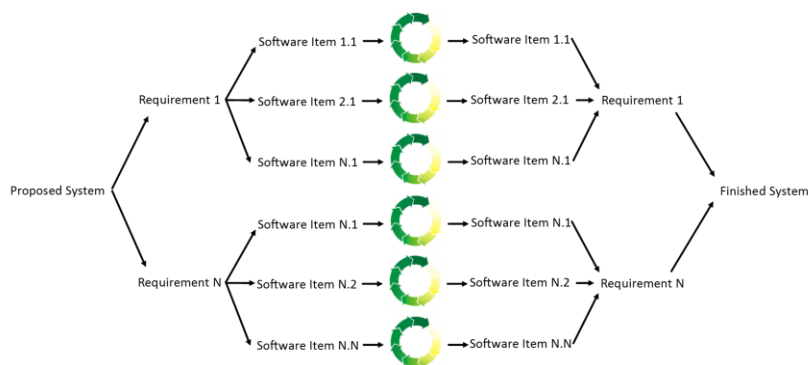 Software Item 1.1
Software Item 1.1
Requirement 1
Software Item 2.1
Software Item 2.1
Requirement 1
Software Item N.1
Software Item N.1
Proposed System
Finished System
Software Item N.1
Software Item N.1
Requirement N
Software Item N.2
Software Item N.2
Requirement N
Software Item N.N
Software Item N.N